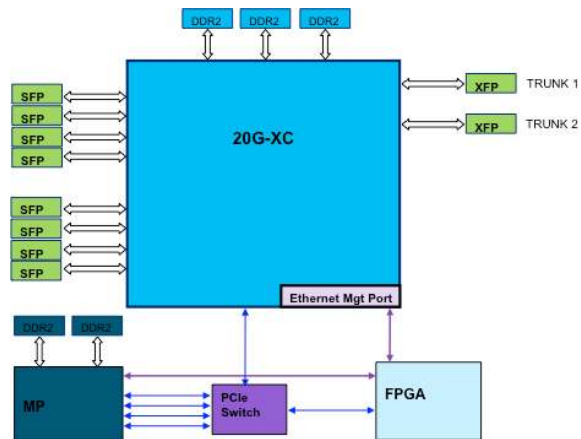 DDR2 DDR2 DDR2
SFP
SFP
SFP
SFP
XFP TRUNK 1
XFP TRUNK 2
20G-XC
SFP
SFP
SFP
SFP
Ethernet Mgt Port
DDR2 DDR2
MP
PCIe
Switch
FPGA